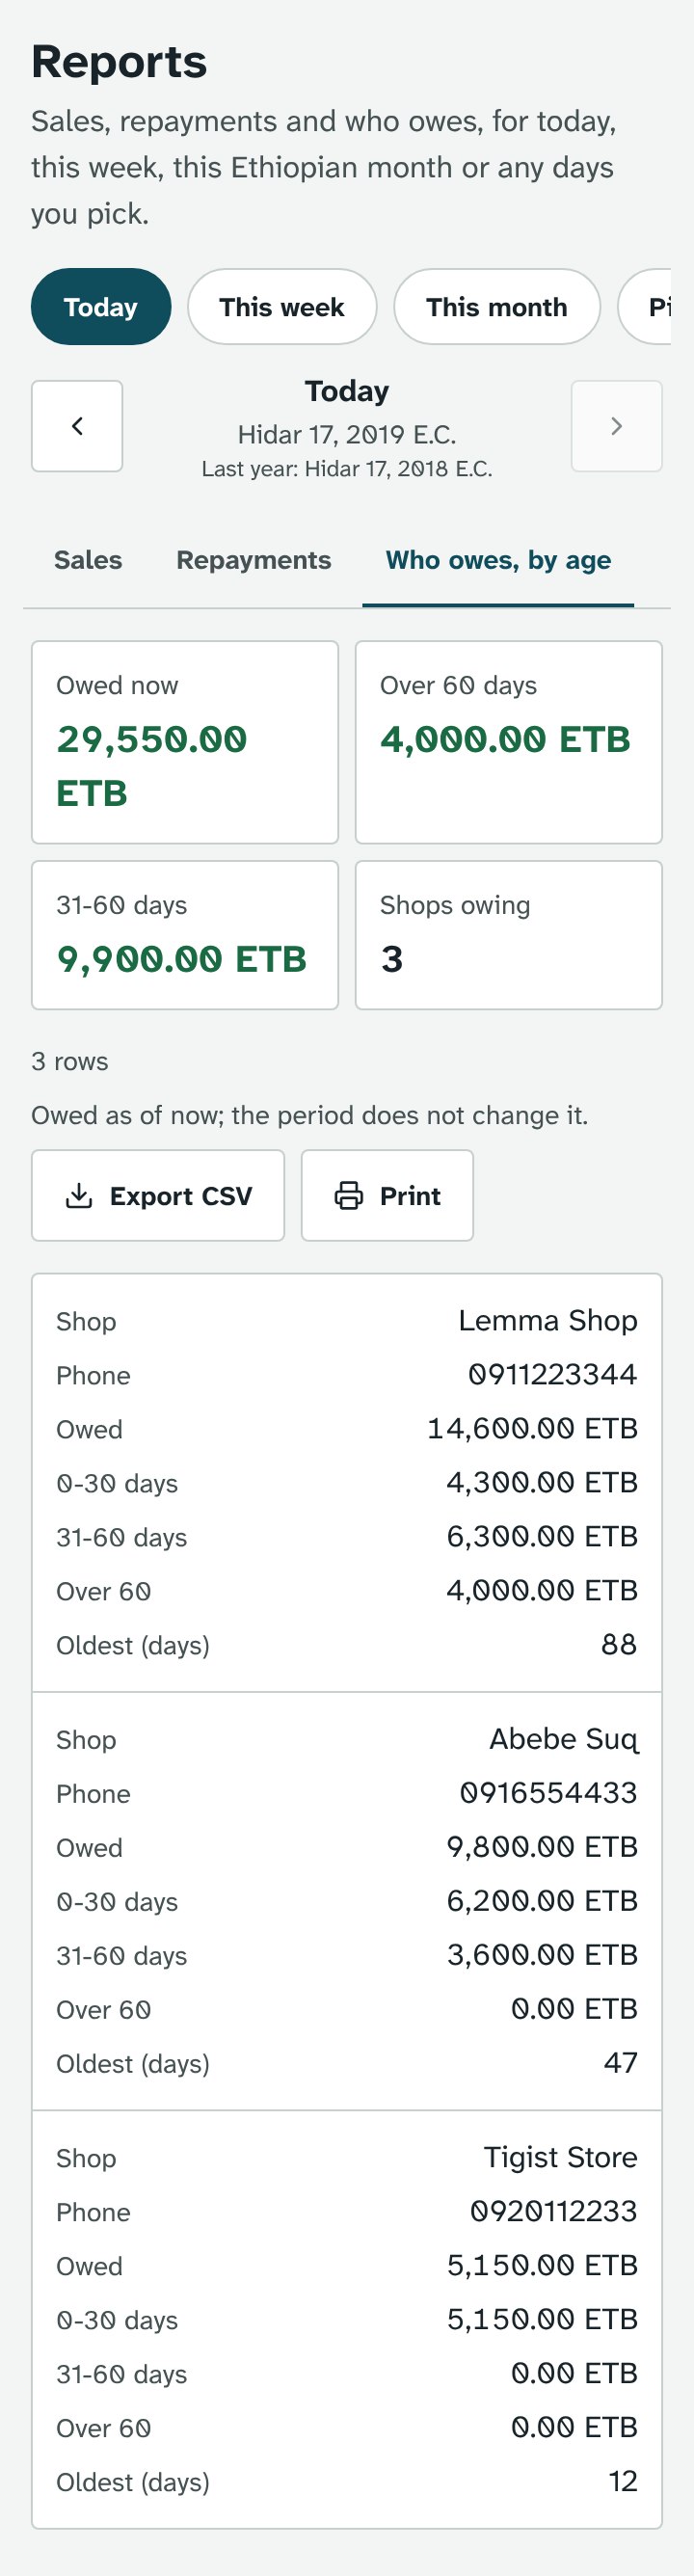 Reports
Sales, repayments and who owes, for today,
this week, this Ethiopian month or any days
you pick.
Today
This week
This month
Today
Hidar 17, 2019 E.C.
Last year: Hidar 17, 2018 E.C.
Sales
Repayments
Who owes, by age
Owed now
29,550.00
ETB
Over 60 days
4,000.00 ETB
31-60 days
9,900.00 ETB
Shops owing
3
3 rows
Owed as of now; the period does not change it.
Export CSV
Print
Shop Lemma Shop
Phone 0911223344
Owed 14,600.00 ETB
0-30 days 4,300.00 ETB
31-60 days 6,300.00 ETB
Over 60 4,000.00 ETB
Oldest (days) 88
Shop Abebe Suq
Phone 0916554433
Owed 9,800.00 ETB
0-30 days 6,200.00 ETB
31-60 days 3,600.00 ETB
Over 60 0.00 ETB
Oldest (days) 47
Shop Tigist Store
Phone 0920112233
Owed 5,150.00 ETB
0-30 days 5,150.00 ETB
31-60 days 0.00 ETB
Over 60 0.00 ETB
Oldest (days) 12